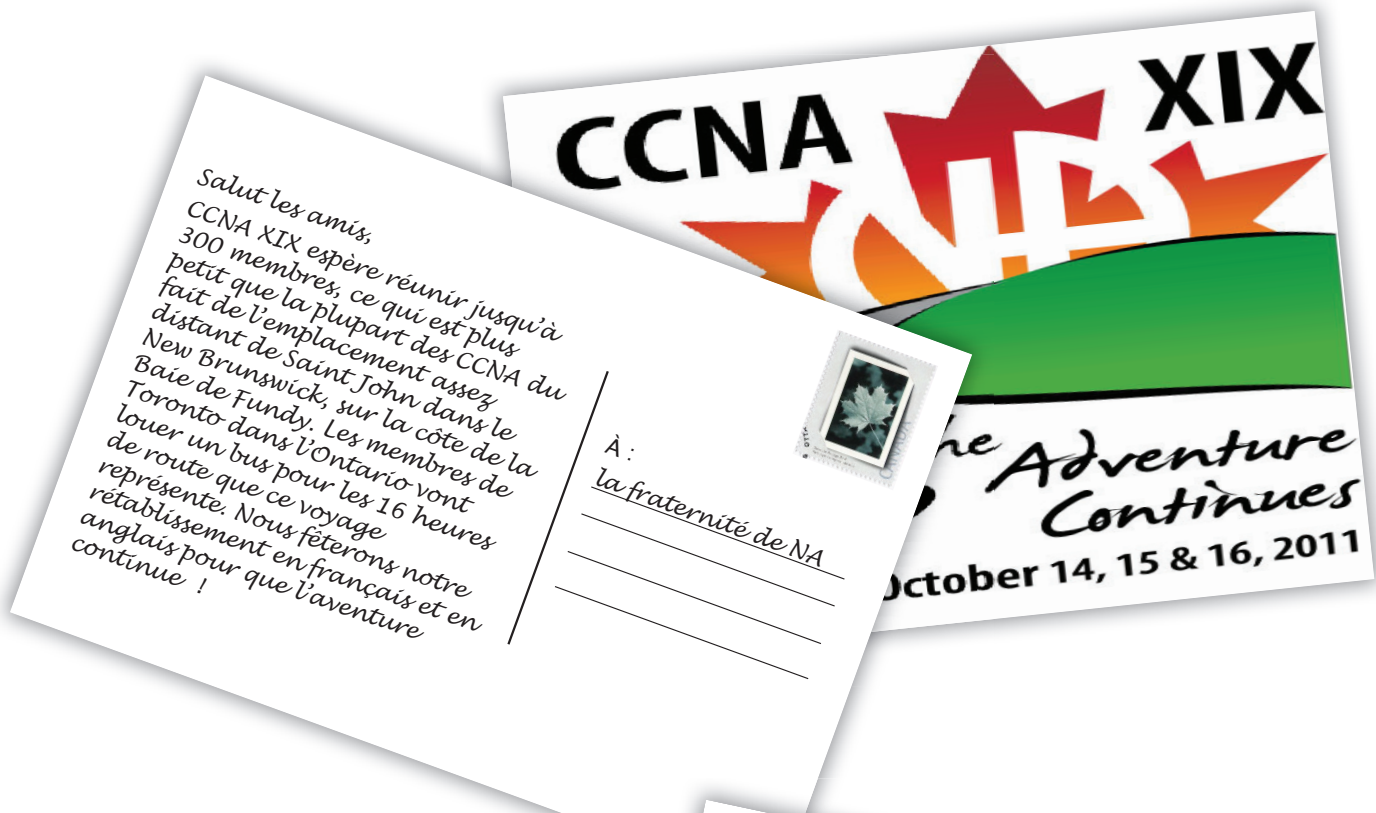 Salut les amis,
CCNA XIX espère réunir jusqu'à
300 membres, ce qui est plus
petit que la plupart des CCNA du
fait de l'emplacement assez
distant de Saint John dans le
New Brunswick, sur la côte de la
Baie de Fundy. Les membres de
Toronto dans l'Ontario vont
louer un bus pour les 16 heures
de route que ce voyage
représente. Nous fêterons notre
rétablissement en français et en
anglais pour que l'aventure
continue !
À :
la fraternité de NA
CCNA XIX
Adventure
Continues
October 14, 15 & 16, 2011